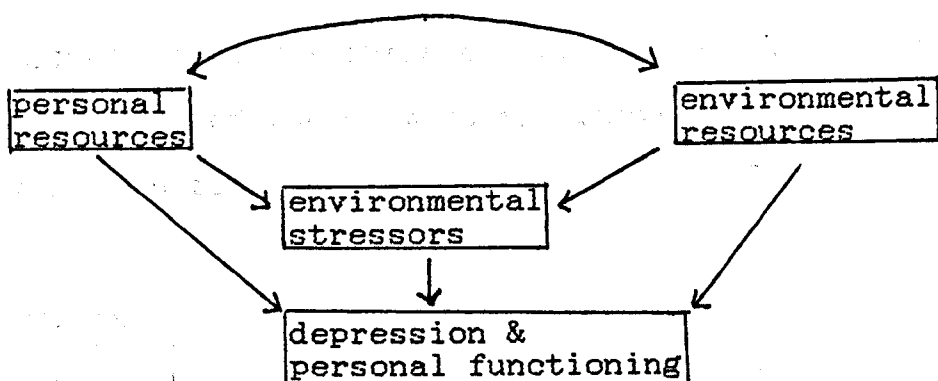 personal
resources
environmental
resources
environmental
stressors
depression &
personal functioning